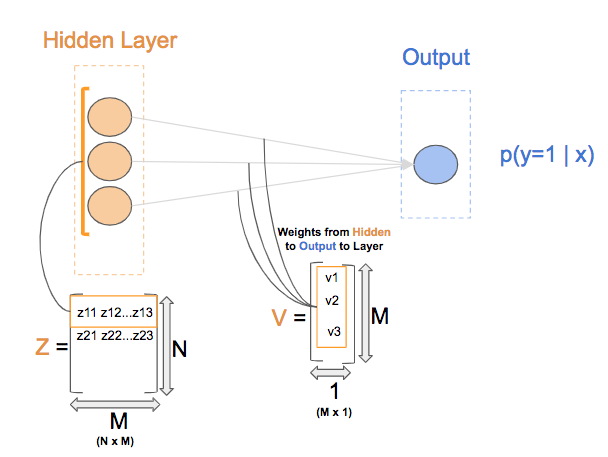 Hidden Layer
Output
p(y=1 | x)
Weights from Hidden
to Output to Layer
v1
v2
v3
V =
M
1
(M x 1)
z11 z12...z13
z21 z22...z23
Z =
N
M
(N x M)